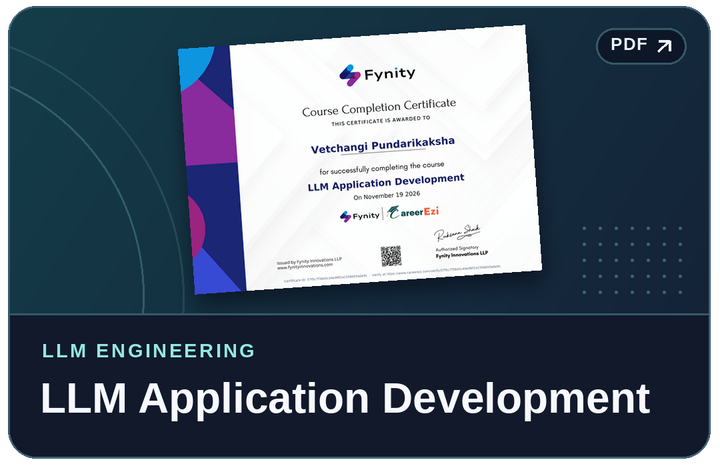 PDF
Fynity
Course Completion Certificate
THIS CERTIFICATE IS AWARDED TO
Vetchangi Pundarikaksha
for successfully completing the course
LLM Application Development
On November 19 2026
Fynity CareerEzi
Authorized Signatory
Fynity Innovations LLP
Issued by Fynity Innovations LLP
www.fynityinnovations.com
LLM ENGINEERING
LLM Application Development